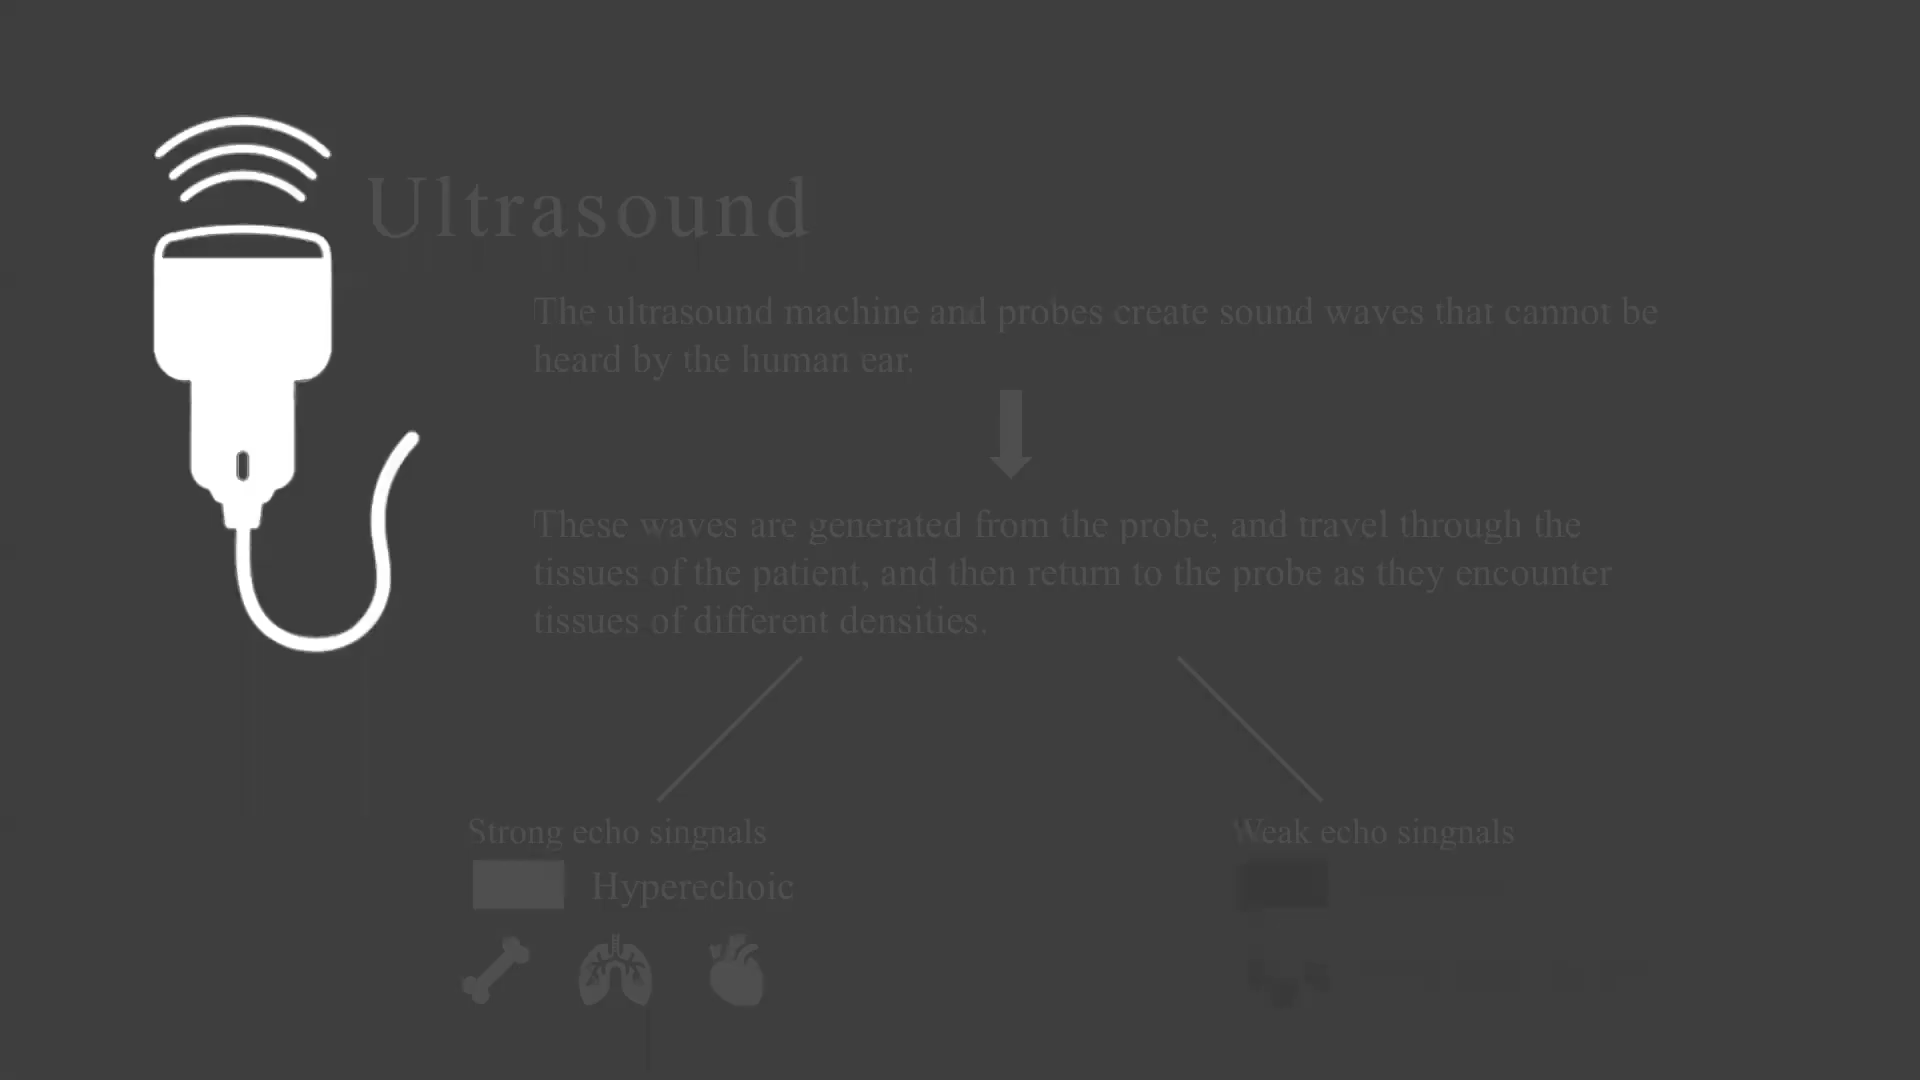 Ultrasound
The ultrasound machine and probes create sound waves that cannot be
heard by the human ear.
These waves are generated from the probe, and travel through the
tissues of the patient, and then return to the probe as they encounter
tissues of different densities.
Strong echo singnals
Weak echo singnals
Hyperechoic